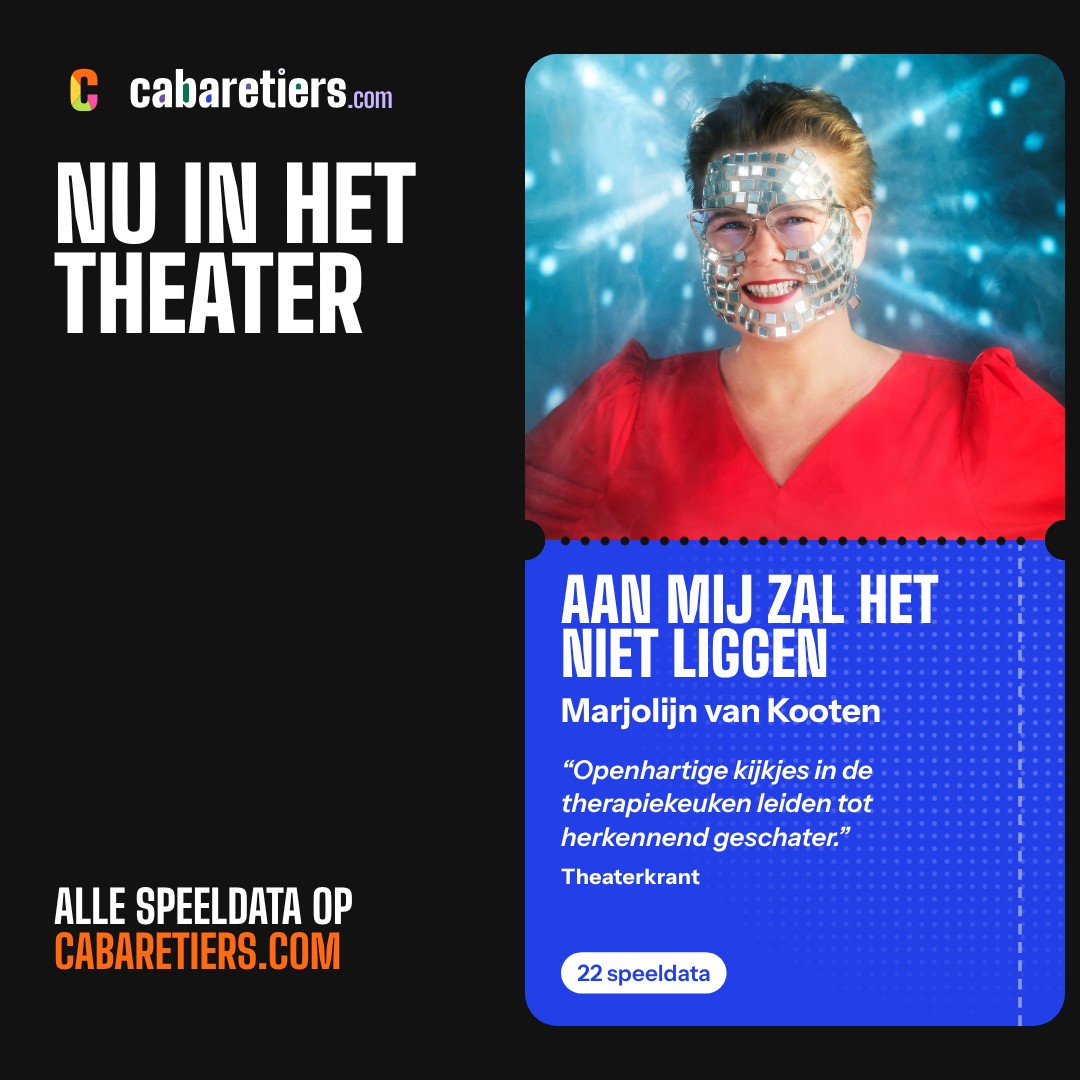 cabaretiers.com
NU IN HET
THEATER
AAN MIJ ZAL HET
NIET LIGGEN
Marjolijn van Kooten
“Openhartige kijkjes in de
therapiekeuken leiden tot
herkennend geschater.”
Theaterkrant
22 speeldata
ALLE SPEELDATA OP
CABARETIERS.COM